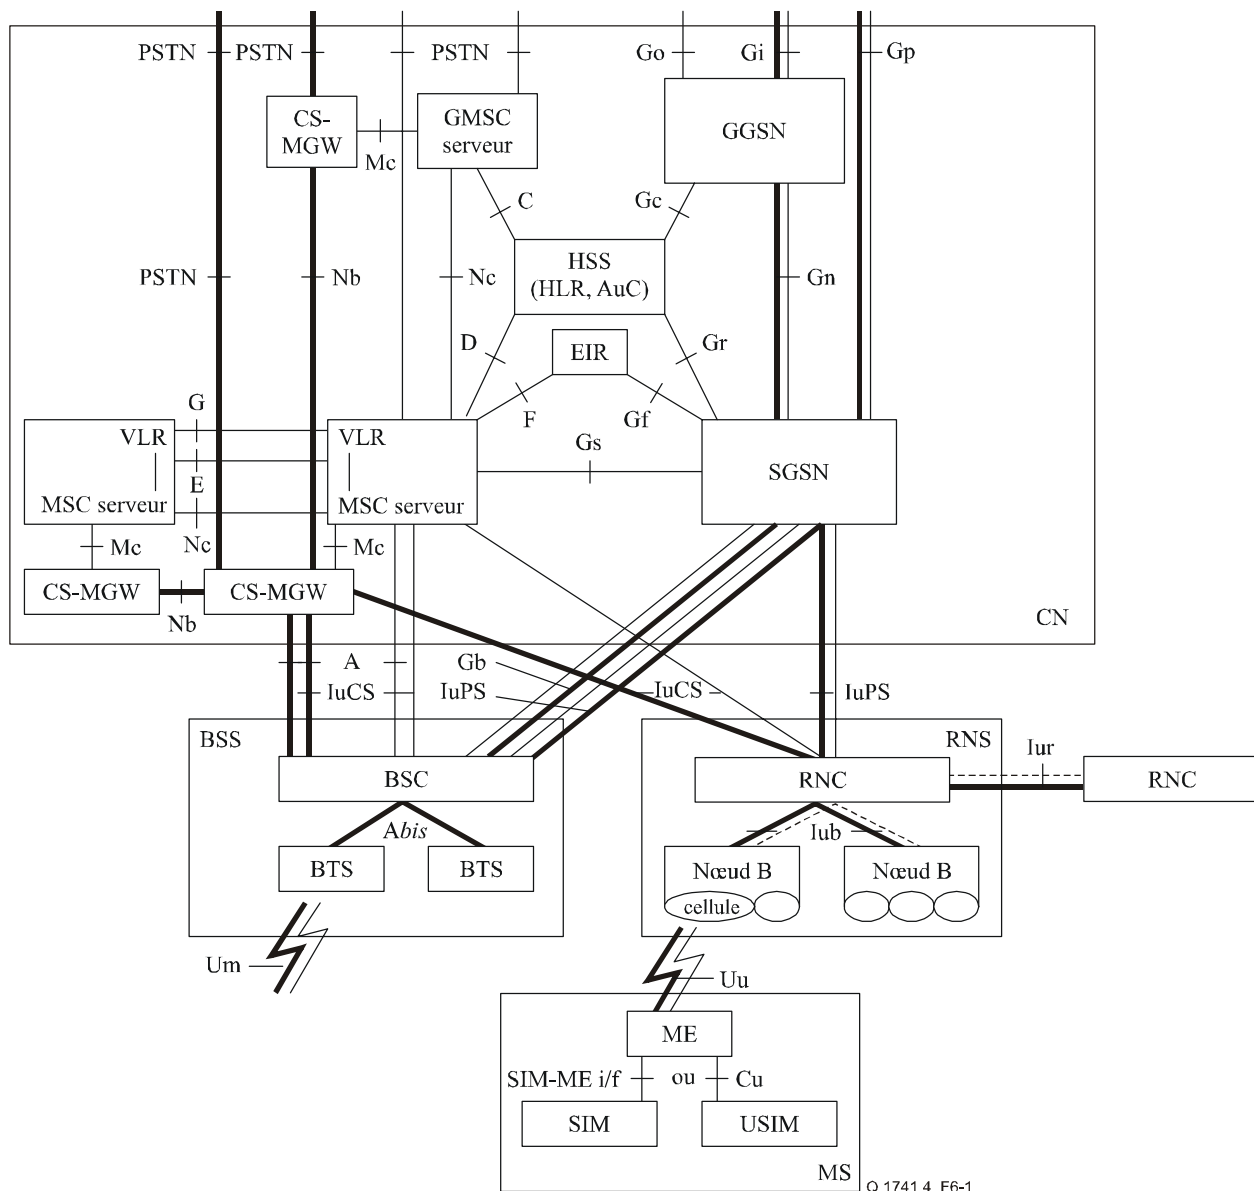 PSTN
PSTN
PSTN
Go
Gi
Gp
CS-
MGW
Mc
GMSC
serveur
GGSN
C
Gc
PSTN
Nb
Nc
HSS
(HLR, AuC)
Gn
D
EIR
Gr
F
Gf
G
VLR
E
MSC serveur
Nc
VLR
MSC serveur
Gs
SGSN
Mc
Mc
CS-MGW
Nb
CS-MGW
CN
A
IuCS
Gb
IuPS
IuCS
IuPS
BSS
RNS
BSC
RNC
Iur
RNC
Abis
Iub
BTS
BTS
Nœud B
cellule
Nœud B
Um
Uu
ME
SIM-ME i/f
ou
Cu
SIM
USIM
MS
Q.1741.4_F6-1